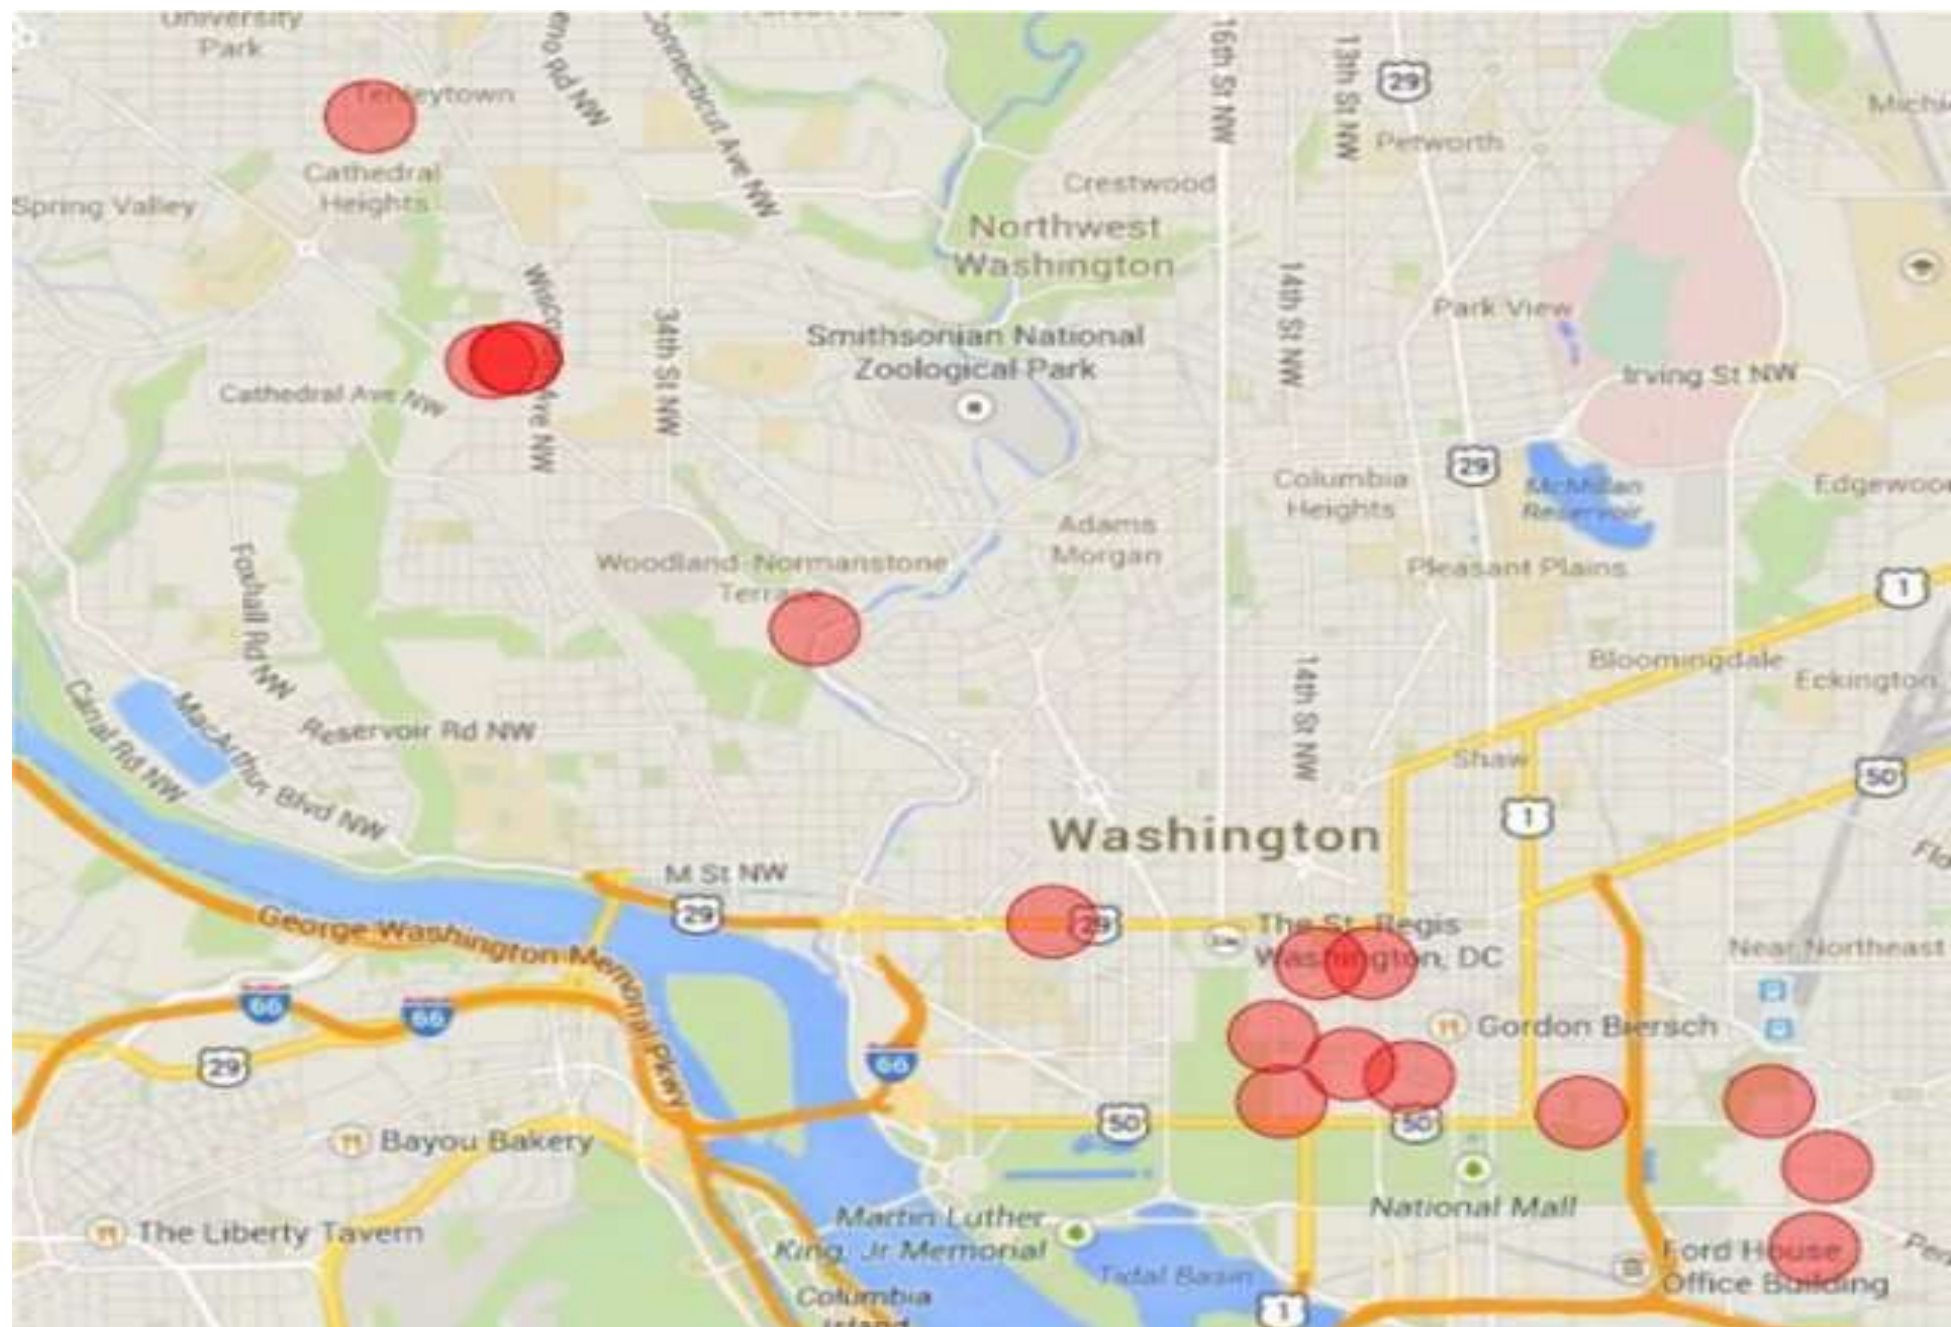 University
Park
Tenleytown
Cathedral
Heights
Spring Valley
Connecticut Ave NW
16th St NW
13th St NW
29
Petworth
Crestwood
Northwest
Washington
Park View
Irving St NW
Smithsonian National
Zoological Park
34th St NW
14th St NW
Cathedral Ave NW
Ave NW
29
Columbia
Heights
McMillan
Reservoir
Adams
Morgan
Pleasant Plains
Woodland-Normanstone
1
Foxhall Rd NW
Bloomingdale
Eckington
14th St NW
Canal Rd NW
MacArthur Blvd NW
Reservoir Rd NW
Shaw
50
1
Washington
M St NW
29
29
The St. Regis
Washington, DC
Near Northeast
George Washington Memorial Pkwy
66
66
66
29
Gordon Biersch
50
50
Bayou Bakery
National Mall
The Liberty Tavern
Martin Luther
King, Jr Memorial
Tidal Basin
Ford House
Office Building
Columbia
Island
1